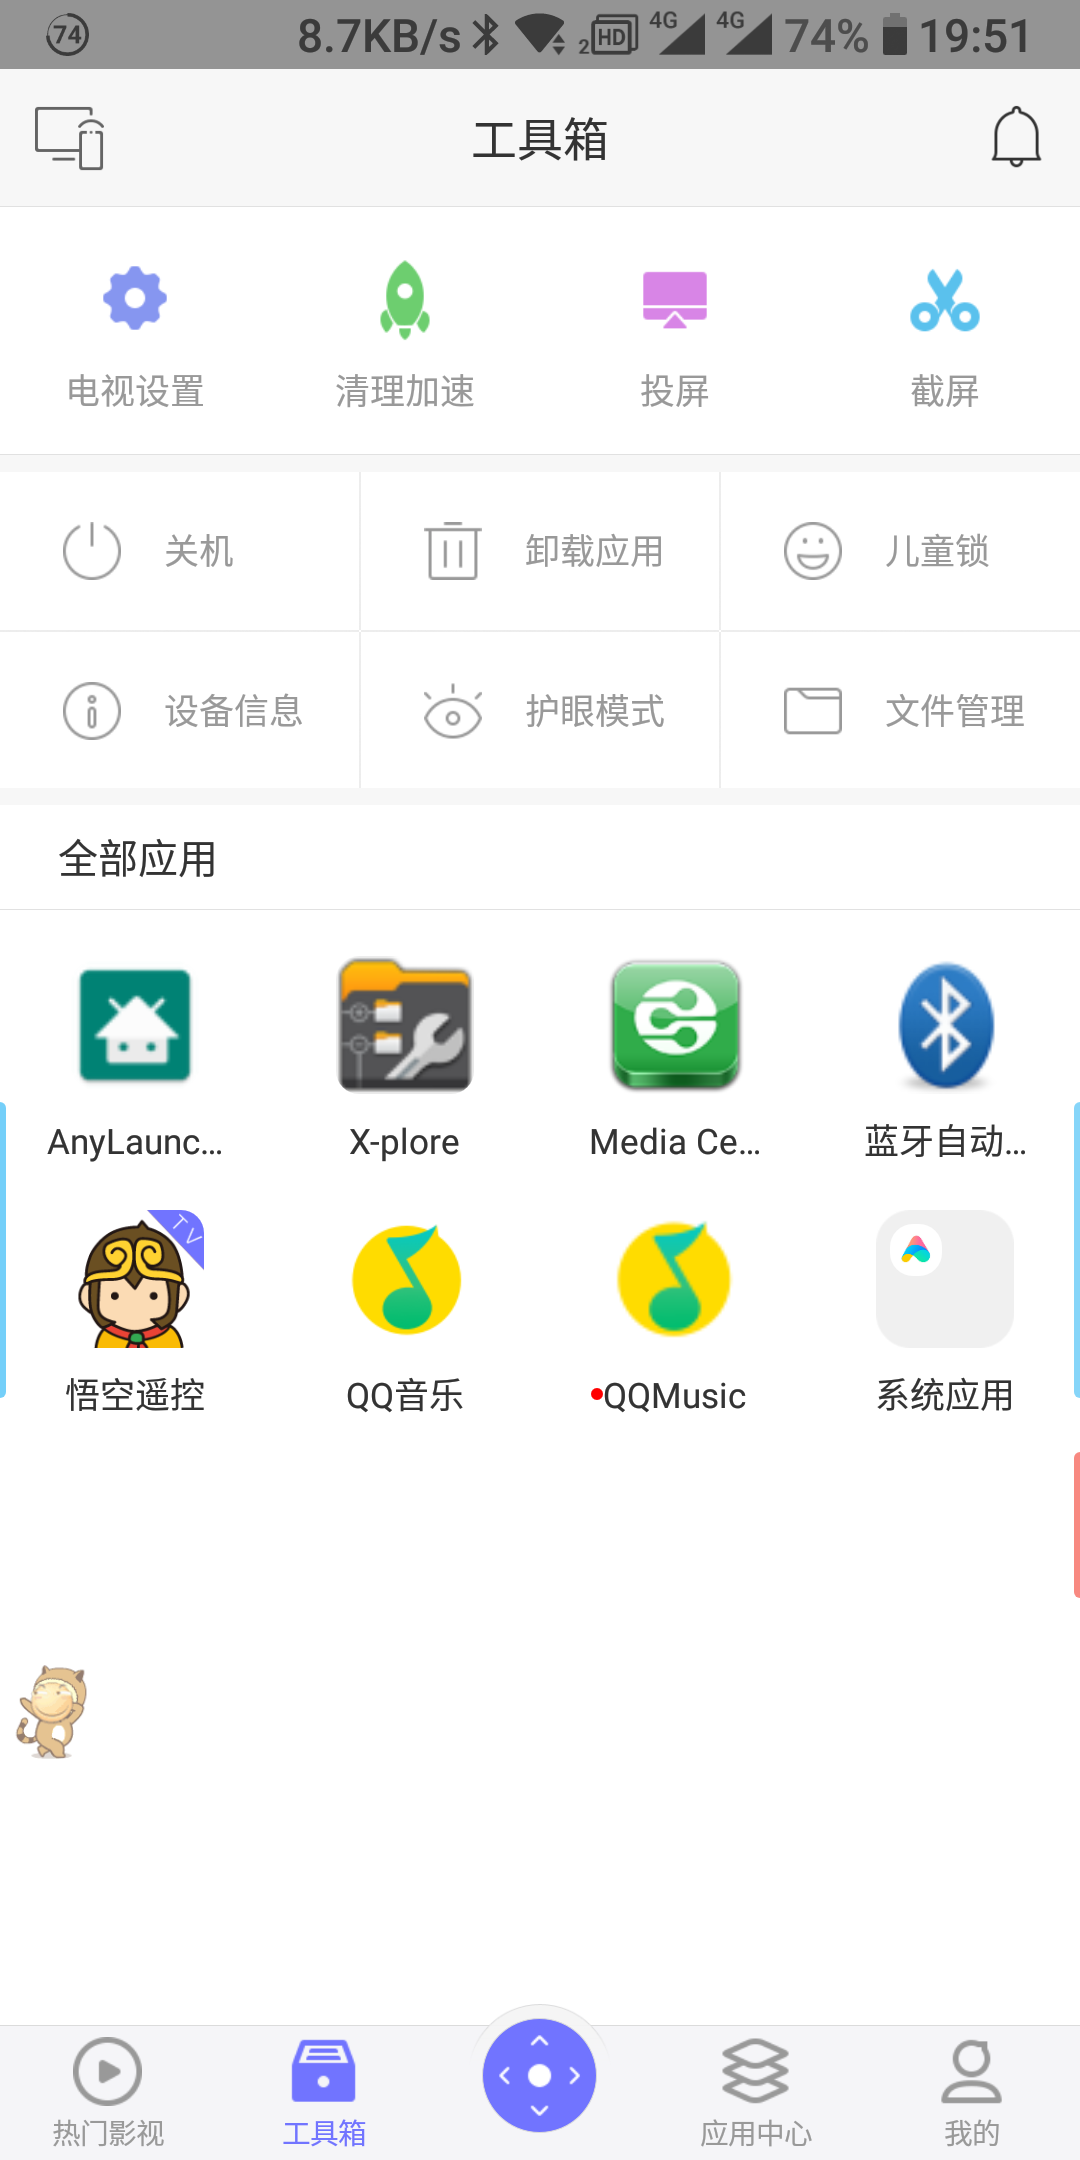 74 8.7KB/s 2 HD 4G 4G 74% 19:51
工具箱
电视设置 清理加速 投屏 截屏
关机 卸载应用 儿童锁
设备信息 护眼模式 文件管理
全部应用
AnyLaunc... X-plore Media Ce... 蓝牙自动...
TV
悟空遥控 QQ音乐 QQMusic 系统应用
热门影视 工具箱 应用中心 我的